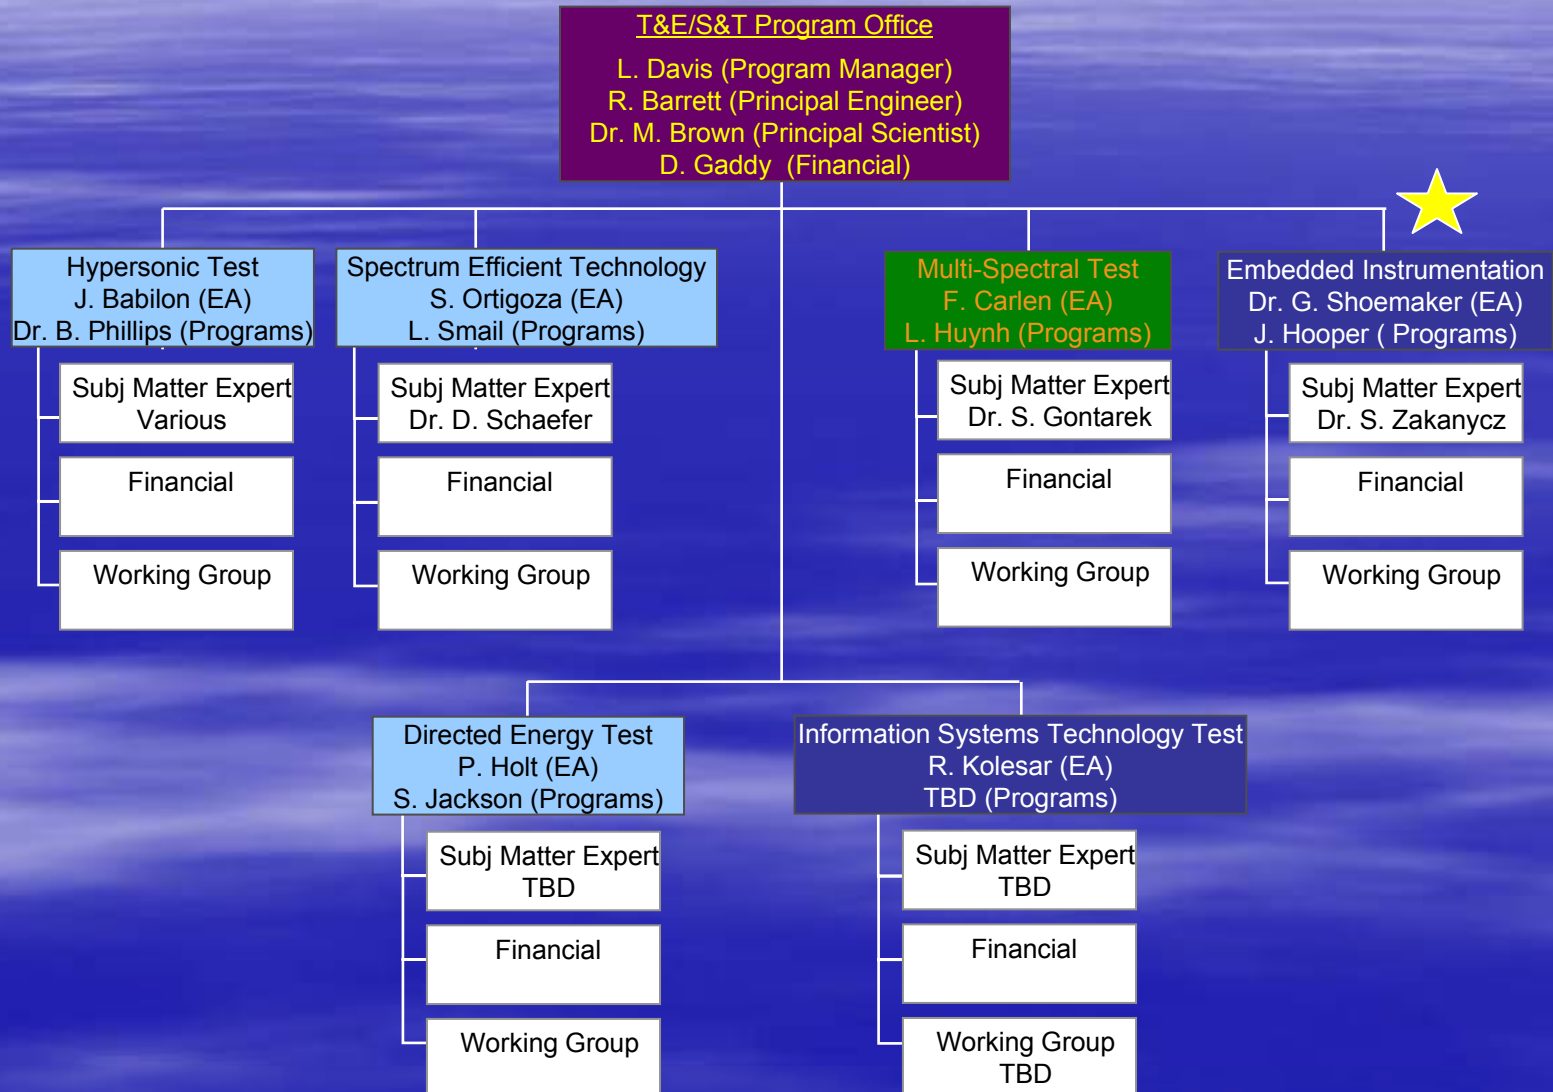 T&E/S&T Program Office
L. Davis (Program Manager)
R. Barrett (Principal Engineer)
Dr. M. Brown (Principal Scientist)
D. Gaddy (Financial)
Hypersonic Test
J. Babilon (EA)
Dr. B. Phillips (Programs)
Subj Matter Expert
Various
Financial
Working Group
Spectrum Efficient Technology
S. Ortigoza (EA)
L. Smail (Programs)
Subj Matter Expert
Dr. D. Schaefer
Financial
Working Group
Multi-Spectral Test
F. Carlen (EA)
L. Huynh (Programs)
Subj Matter Expert
Dr. S. Gontarek
Financial
Working Group
Embedded Instrumentation
Dr. G. Shoemaker (EA)
J. Hooper ( Programs)
Subj Matter Expert
Dr. S. Zakanycz
Financial
Working Group
Directed Energy Test
P. Holt (EA)
S. Jackson (Programs)
Subj Matter Expert
TBD
Financial
Working Group
Information Systems Technology Test
R. Kolesar (EA)
TBD (Programs)
Subj Matter Expert
TBD
Financial
Working Group
TBD